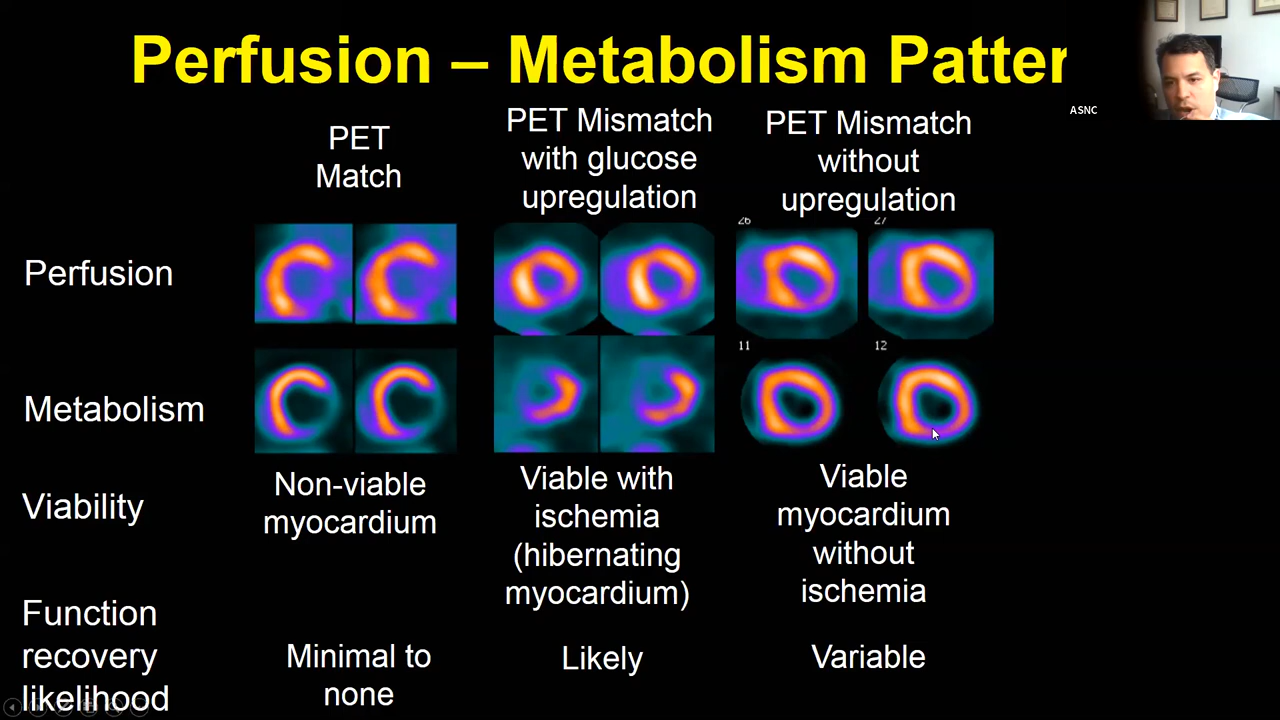 Perfusion – Metabolism Patter
ASNC
PET
Match
PET Mismatch
with glucose
upregulation
PET Mismatch
without
upregulation
26
27
Perfusion
11
12
Metabolism
Viability
Non-viable
myocardium
Viable with
ischemia
(hibernating
myocardium)
Viable
myocardium
without
ischemia
Function
recovery
likelihood
Minimal to
none
Likely
Variable